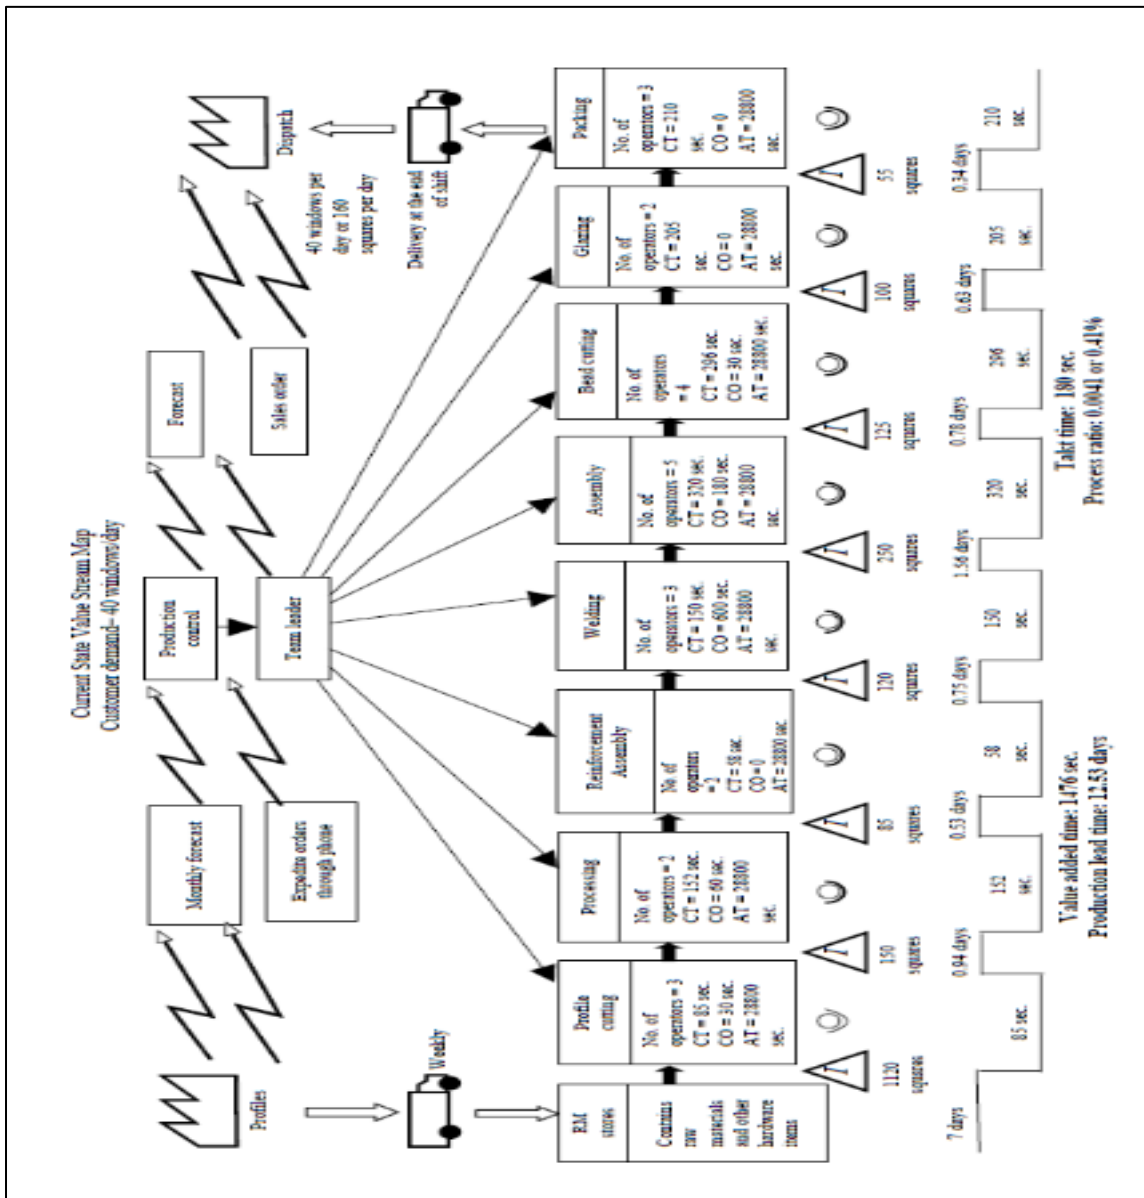 Current State Value Stream Map
Customer demand= 40 windows/day
Profiles
Monthly forecast
Expedite orders
through phone
Production
control
Team leader
Forecast
Sales order
Dispatch
40 windows per
day or 160
squares per day
Weekly
Delivery at the end
of shift
RM
stores
Contains
raw
materials
and other
hardware
items
Profile
cutting
No. of
operators = 3
CT = 85 sec.
CO = 30 sec.
AT = 28800
sec.
Processing
No. of
operators = 2
CT = 152 sec.
CO = 60 sec.
AT = 28800
sec.
Reinforcement
Assembly
No. of
operators
= 2
CT = 58 sec.
CO = 0
AT = 28800 sec.
Welding
No. of
operators = 3
CT = 150 sec.
CO = 600 sec.
AT = 28800
sec.
Assembly
No. of
operators = 5
CT = 320 sec.
CO = 180 sec.
AT = 28800
sec.
Bead cutting
No. of
operators
= 4
CT = 296 sec.
CO = 30 sec.
AT = 28800 sec.
Glazing
No. of
operators = 2
CT = 205
sec.
CO = 0
AT = 28800
sec.
Packing
No. of
operators = 3
CT = 210
sec.
CO = 0
AT = 28800
sec.
I
1120
squares
I
150
squares
I
85
squares
I
120
squares
I
250
squares
I
125
squares
I
100
squares
I
55
squares
7 days
85 sec.
0.94 days
152
sec.
0.53 days
58
sec.
0.75 days
150
sec.
1.56 days
320
sec.
0.78 days
296
sec.
0.63 days
205
sec.
0.34 days
210
sec.
Value added time: 1476 sec.
Production lead time: 12.53 days
Takt time: 180 sec.
Process ratio: 0.0041 or 0.41%